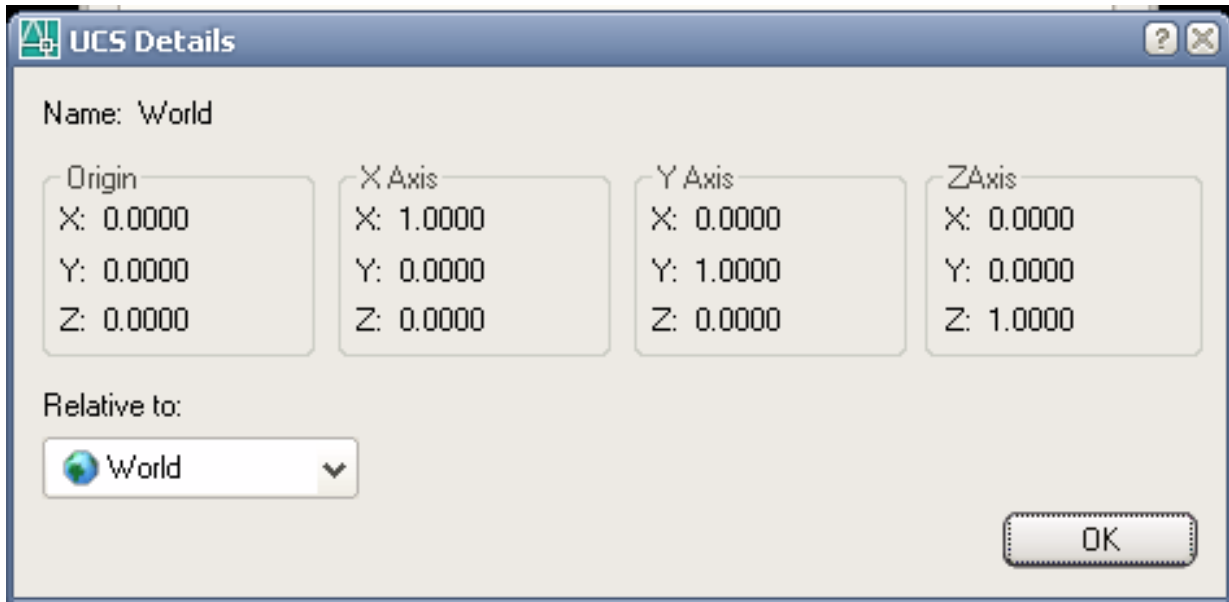 UCS Details
Name: World
Origin
X: 0.0000
Y: 0.0000
Z: 0.0000
X Axis
X: 1.0000
Y: 0.0000
Z: 0.0000
Y Axis
X: 0.0000
Y: 1.0000
Z: 0.0000
ZAxis
X: 0.0000
Y: 0.0000
Z: 1.0000
Relative to:
World
OK